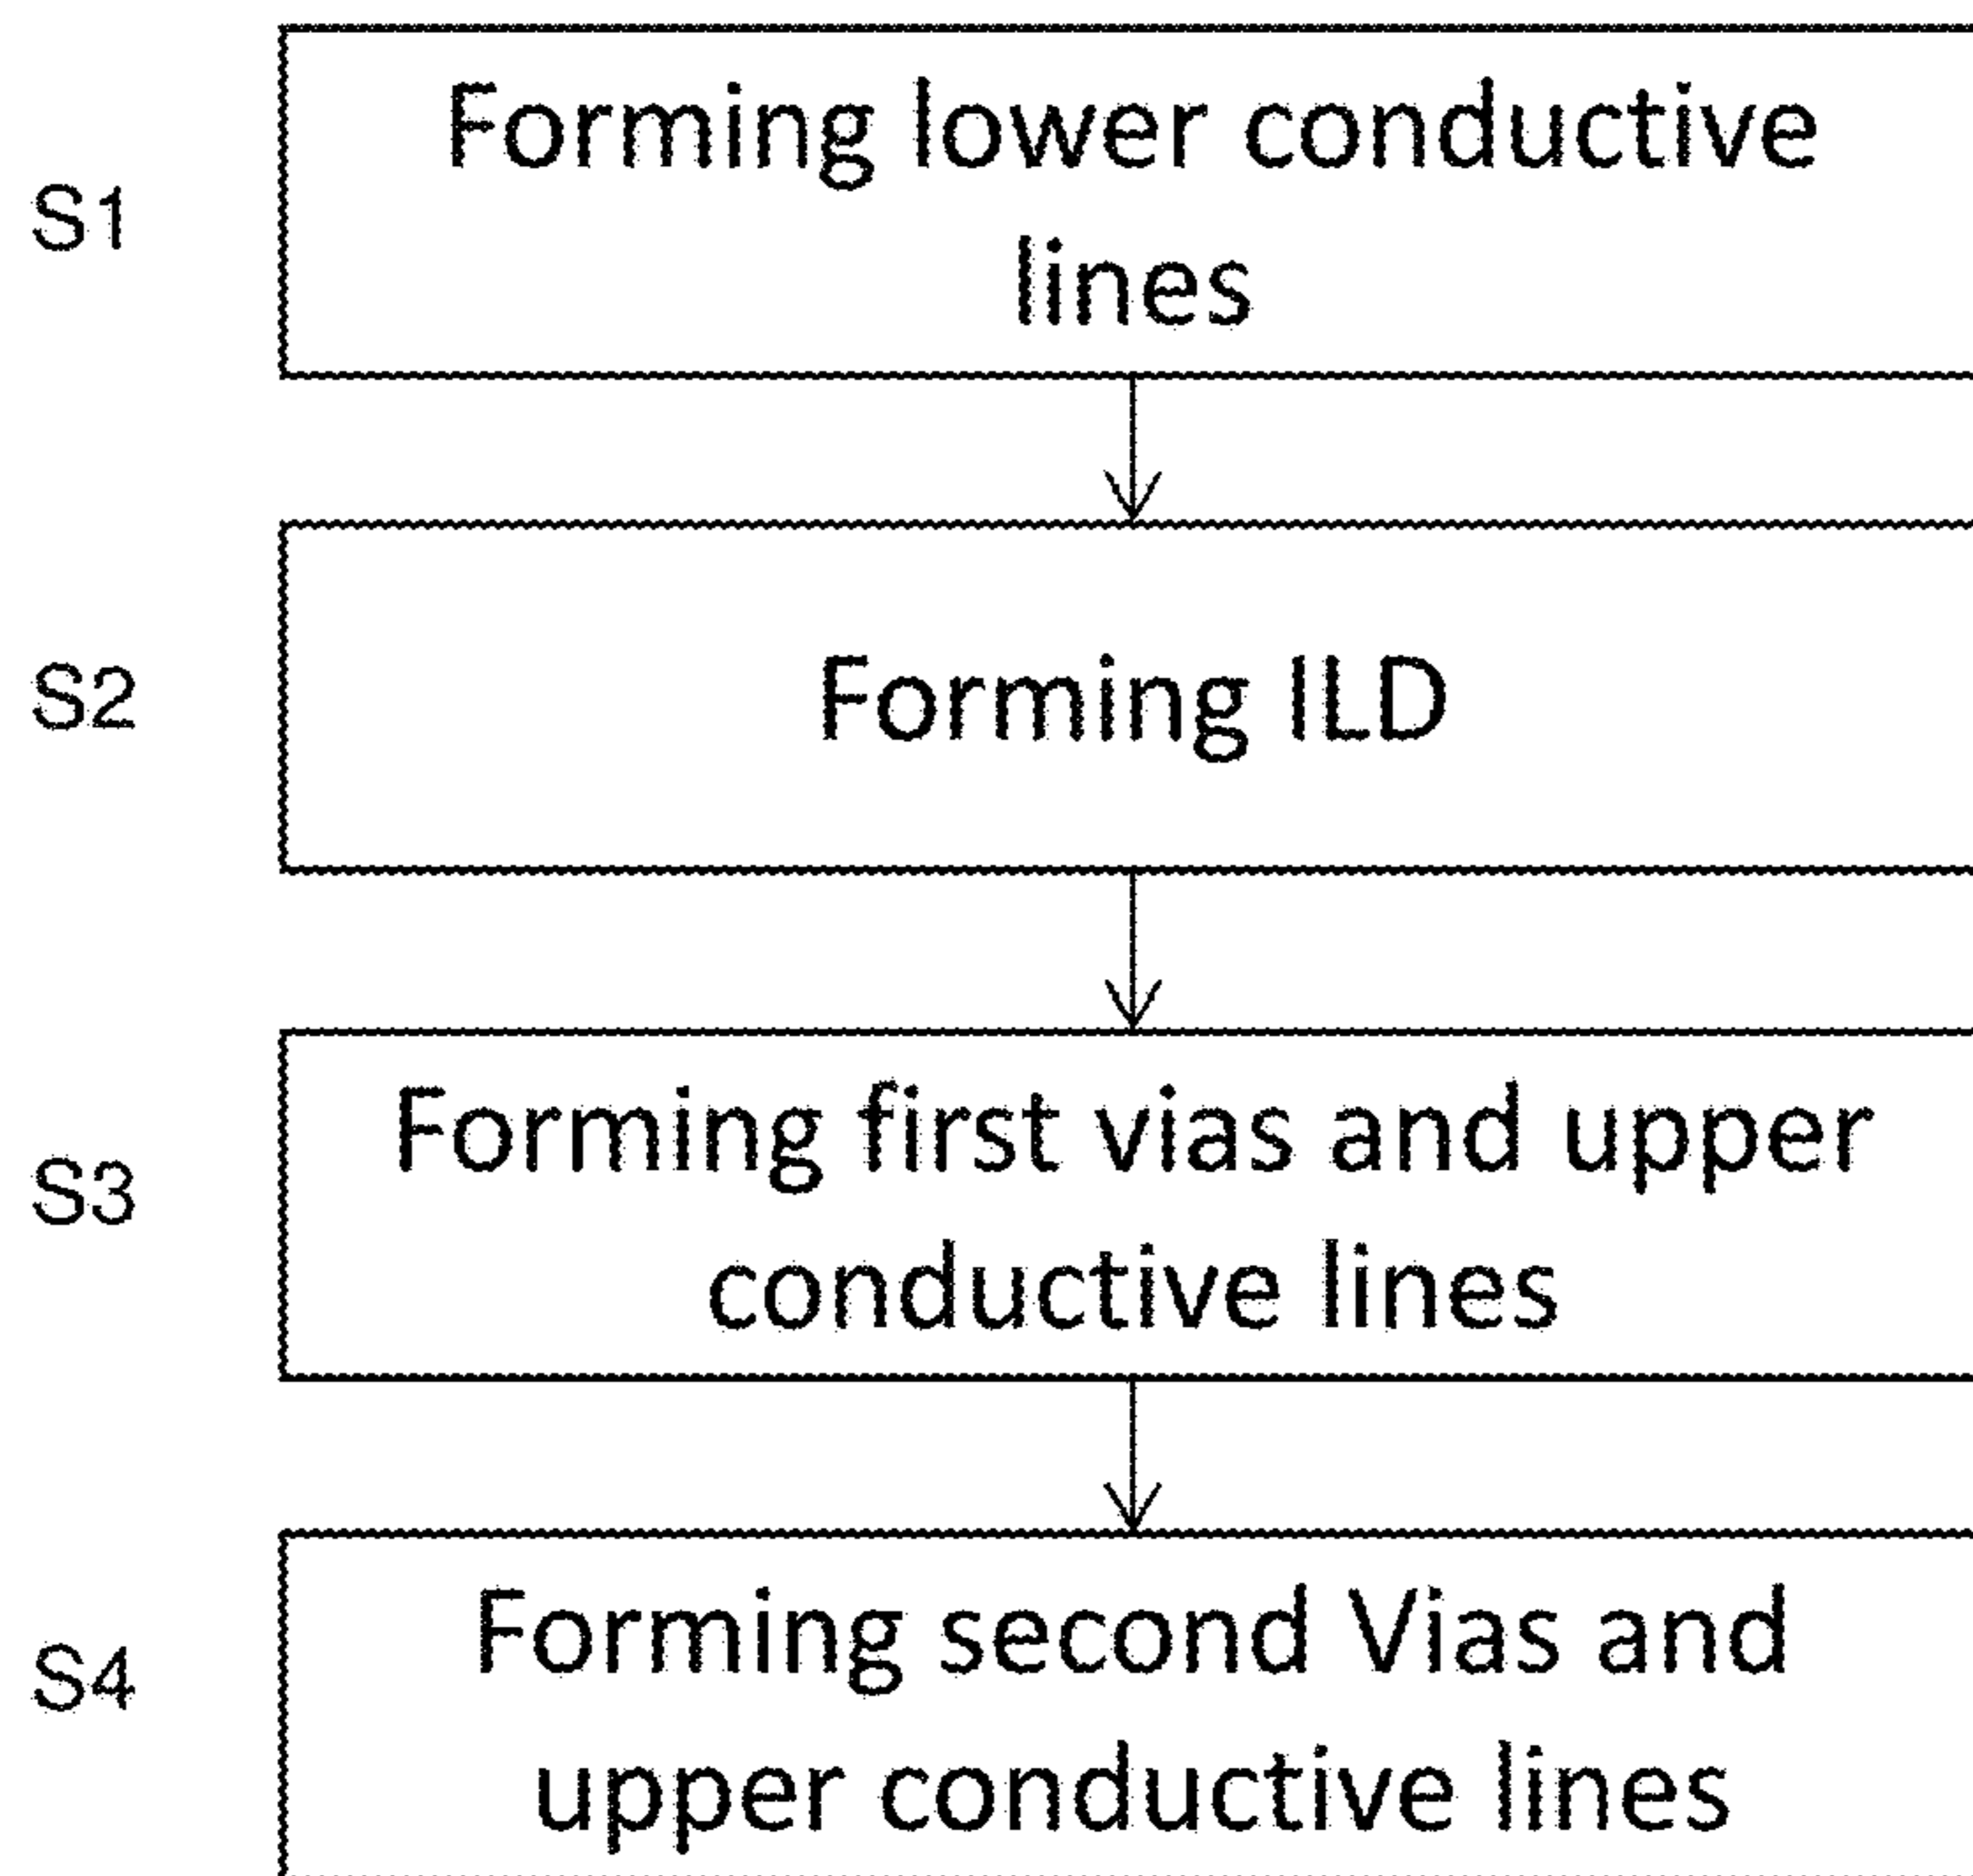 S1
Forming lower conductive
lines
S2
Forming ILD
S3
Forming first vias and upper
conductive lines
S4
Forming second Vias and
upper conductive lines